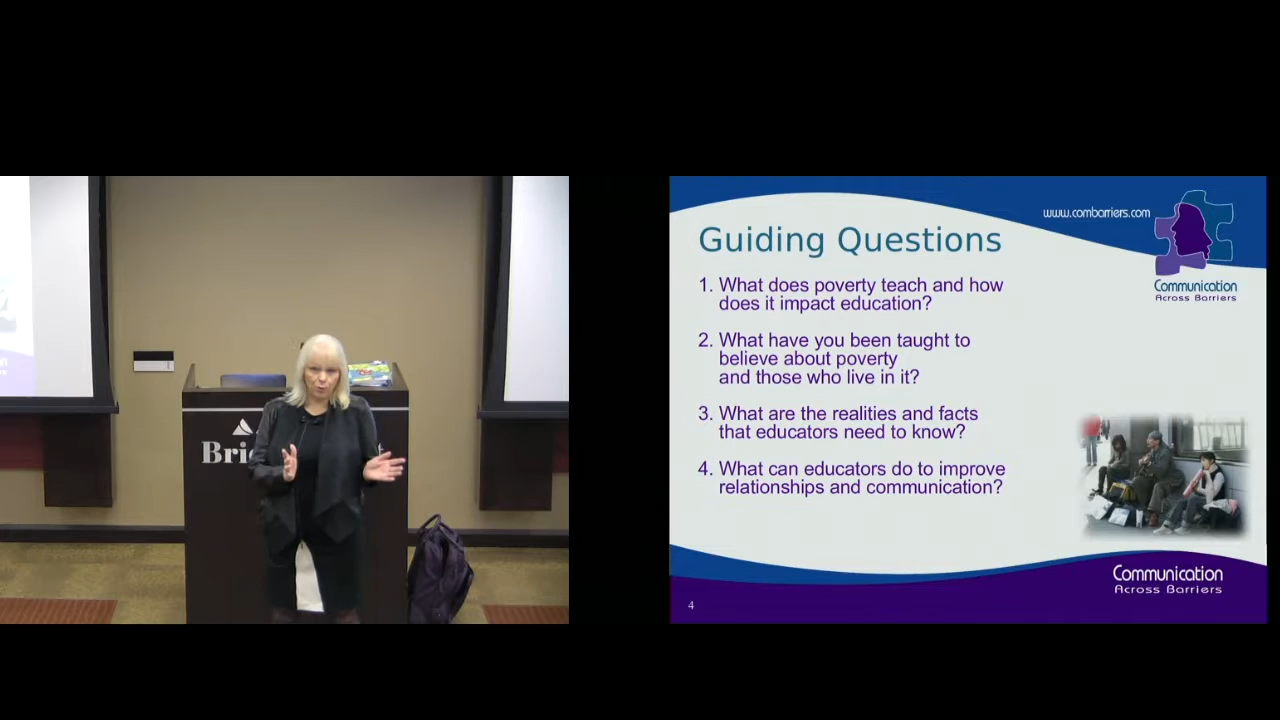 Bri
www.combarriers.com
Guiding Questions
Communication
Across Barriers
1. What does poverty teach and how
does it impact education?
2. What have you been taught to
believe about poverty
and those who live in it?
3. What are the realities and facts
that educators need to know?
4. What can educators do to improve
relationships and communication?
Communication
Across Barriers
4